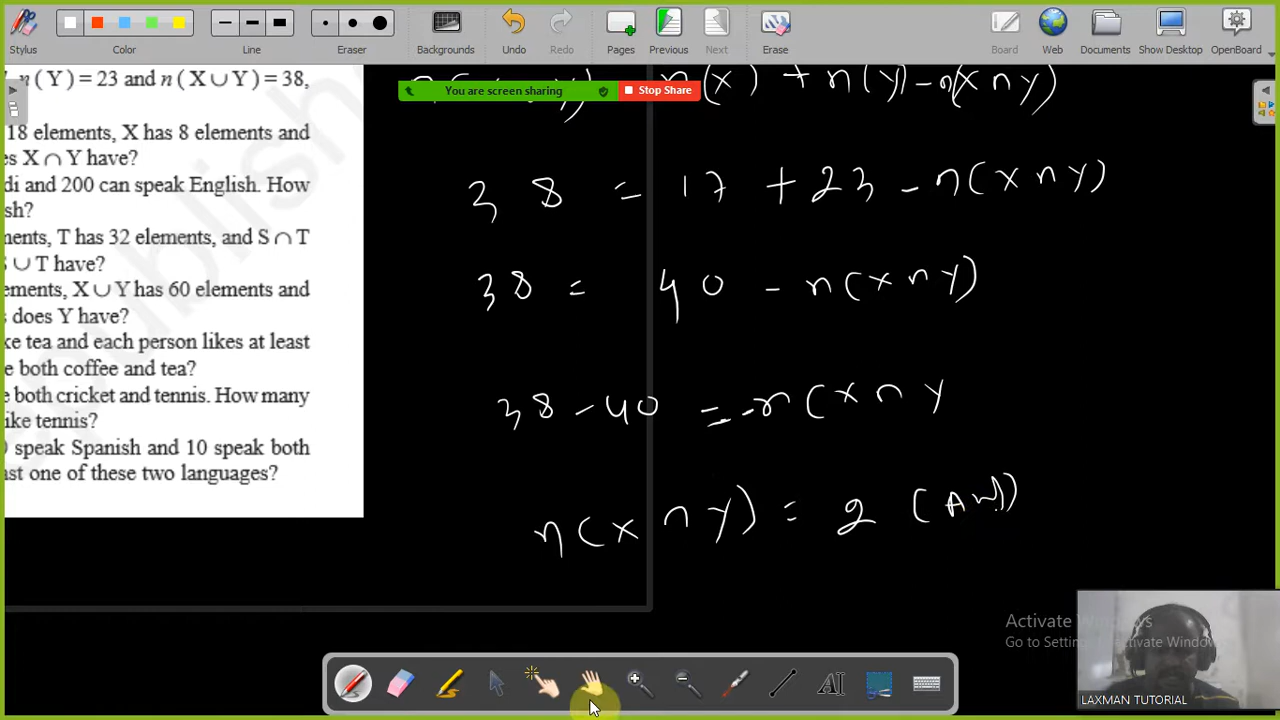 Stylus Color Line Eraser Backgrounds Undo Redo Pages Previous Next Erase Board Web Documents Show Desktop OpenBoard
You are screen sharing Stop Share
n ( Y ) = 23 and n ( X ∪ Y ) = 38,
18 elements, X has 8 elements and
es X ∩ Y have?
di and 200 can speak English. How
sh?
nents, T has 32 elements, and S ∩ T
S ∪ T have?
ements, X ∪ Y has 60 elements and
s does Y have?
ke tea and each person likes at least
e both coffee and tea?
e both cricket and tennis. How many
like tennis?
0 speak Spanish and 10 speak both
ast one of these two languages?
n(x) + n(y) - n(x ∩ y)
38 = 17 + 23 - n(x ∩ y)
38 = 40 - n(x ∩ y)
38 - 40 = - n(x ∩ y
n(x ∩ y) = 2 (Ans)
Activate Windows
Go to Settings to activate Windows.
LAXMAN TUTORIAL
AI